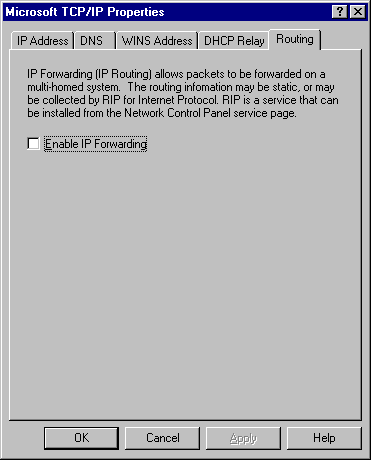 Microsoft TCP/IP Properties
IP Address DNS WINS Address DHCP Relay Routing
IP Forwarding (IP Routing) allows packets to be forwarded on a
multi-homed system. The routing infomation may be static, or may
be collected by RIP for Internet Protocol. RIP is a service that can
be installed from the Network Control Panel service page.
Enable IP Forwarding
OK Cancel Apply Help